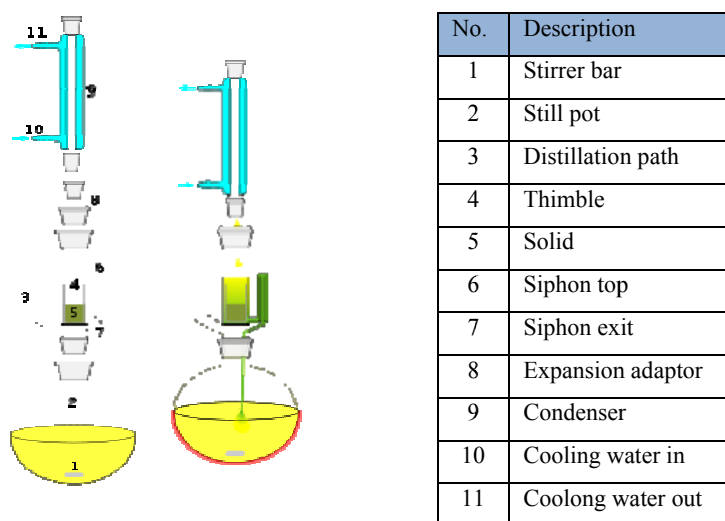 11
9
10
8
6
4
3
5
7
2
1
No. Description
1 Stirrer bar
2 Still pot
3 Distillation path
4 Thimble
5 Solid
6 Siphon top
7 Siphon exit
8 Expansion adaptor
9 Condenser
10 Cooling water in
11 Coolong water out